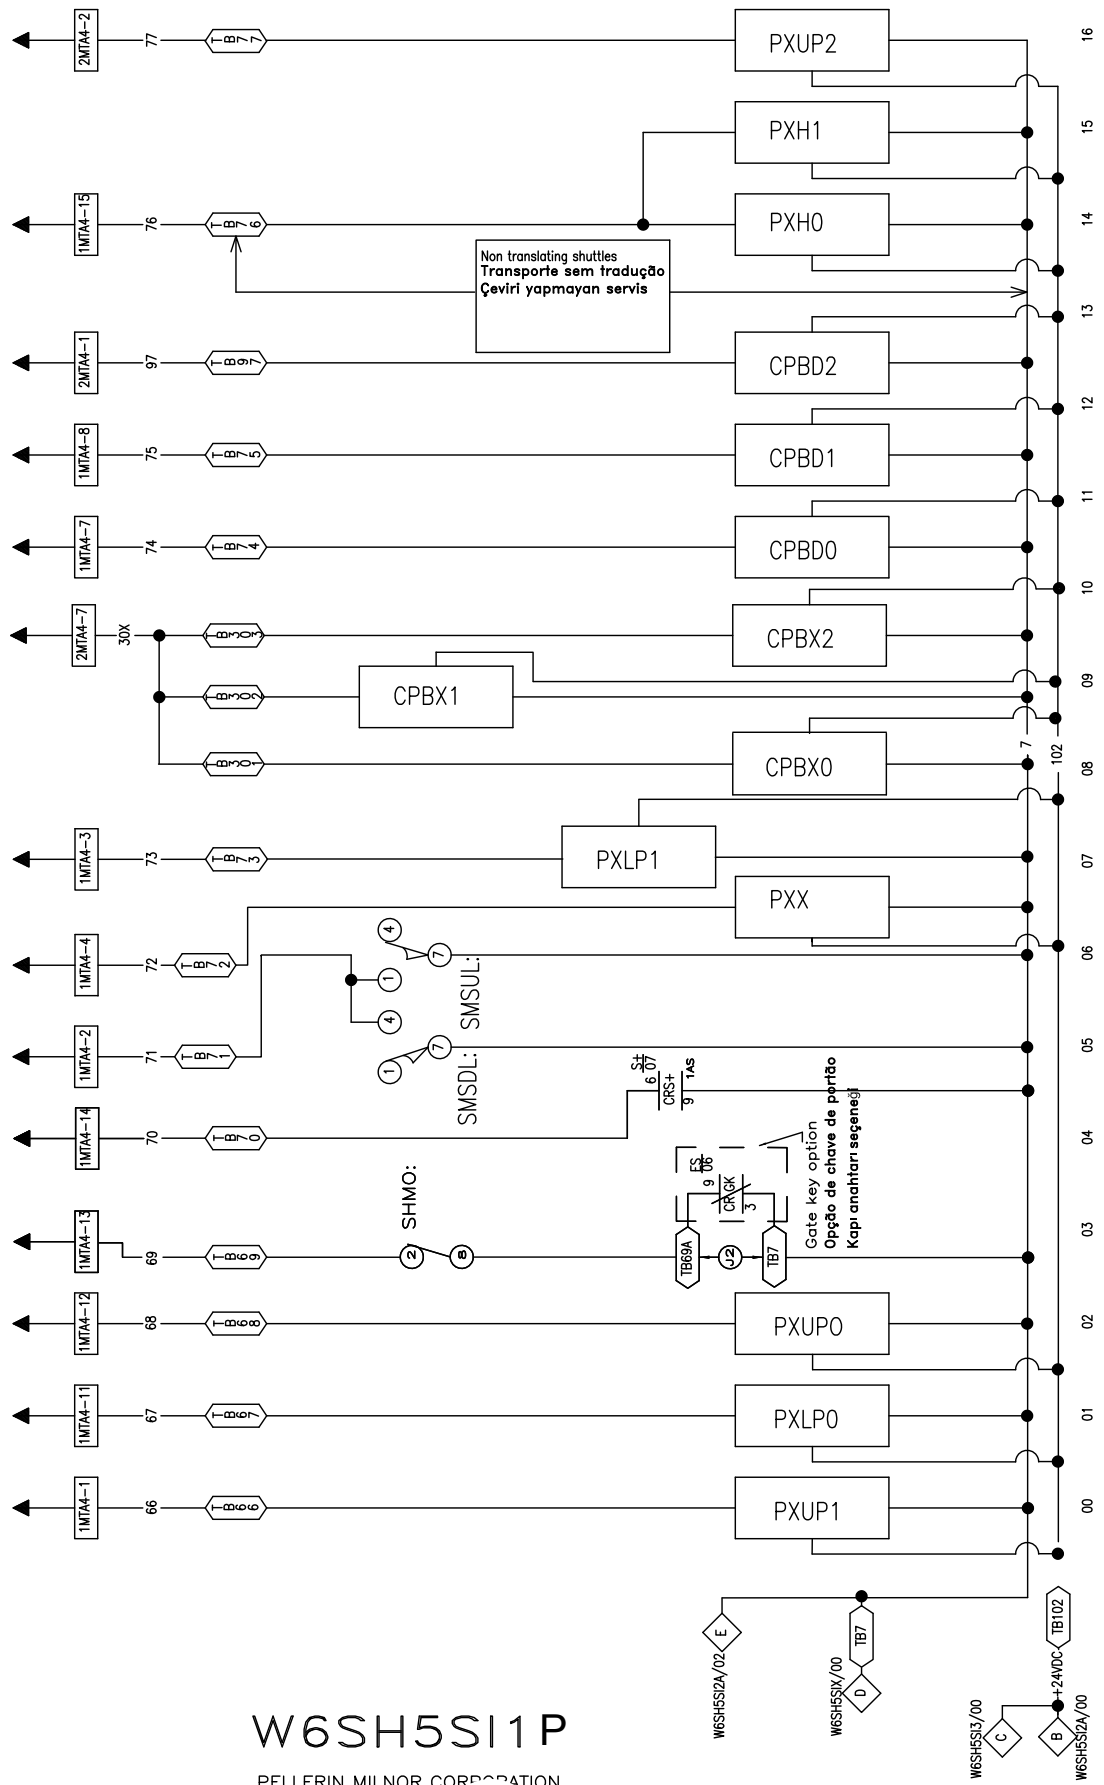 2MTA4-2
77
TB77
PXUP2
16
PXH1
15
1MTA4-15
76
TB76
PXH0
14
Non translating shuttles
Transporte sem tradução
Çeviri yapmayan servis
13
2MTA4-1
97
TB97
CPBD2
12
1MTA4-8
75
TB75
CPBD1
11
1MTA4-7
74
TB74
CPBD0
10
2MTA4-7
30X
TB303
CPBX2
09
TB302
CPBX1
7
102
TB301
CPBX0
08
1MTA4-3
73
TB73
PXLP1
07
PXX
1MTA4-4
72
TB72
4
7
1
SMSUL:
06
1MTA4-2
71
TB71
4
1
7
SMSDL:
05
S+
6 07
CRS+
9 1AS
1MTA4-14
70
TB70
04
ES
9 06
CRGK
3
Gate key option
Opção de chave de portão
Kapı anahtarı seçeneği
1MTA4-13
69
TB69
SHMO:
2
8
TB69A
J2
TB7
03
1MTA4-12
68
TB68
PXUP0
02
1MTA4-11
67
TB67
PXLP0
01
1MTA4-1
66
TB66
PXUP1
00
E
W6SH5SI2A/02
TB7
D
W6SH5SIX/00
TB102
+24VDC
C
W6SH5SI3/00
B
W6SH5SI2A/00
W6SH5SI1P
PELLERIN MILNOR CORPORATION